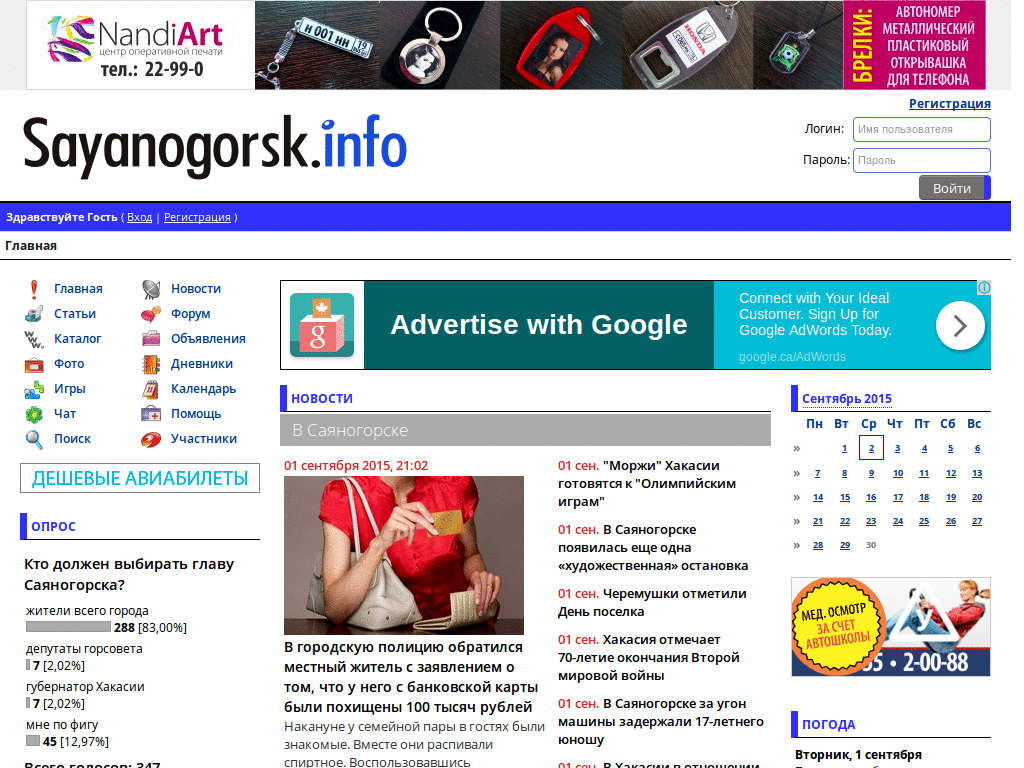 NandiArt
центр оперативной печати
тел.: 22-99-0
Н 001 НН 19
HONDA
БРЕЛКИ:
АВТОНОМЕР
МЕТАЛЛИЧЕСКИЙ
ПЛАСТИКОВЫЙ
ОТКРЫВАШКА
ДЛЯ ТЕЛЕФОНА
Sayanogorsk.info
Регистрация
Логин: Имя пользователя
Пароль: Пароль
Войти
Здравствуйте Гость ( Вход | Регистрация )
Главная
Главная Новости
Статьи Форум
Каталог Объявления
Фото Дневники
Игры Календарь
Чат Помощь
Поиск Участники
ДЕШЕВЫЕ АВИАБИЛЕТЫ
ОПРОС
Кто должен выбирать главу
Саяногорска?
жители всего города
288 [83,00%]
депутаты горсовета
7 [2,02%]
губернатор Хакасии
7 [2,02%]
мне по фигу
45 [12,97%]
Всего голосов: 347
g
Advertise with Google
Connect with Your Ideal
Customer. Sign Up for
Google AdWords Today.
google.ca/AdWords
НОВОСТИ
В Саяногорске
01 сентября 2015, 21:02
В городскую полицию обратился
местный житель с заявлением о
том, что у него с банковской карты
были похищены 100 тысяч рублей
Накануне у семейной пары в гостях были
знакомые. Вместе они распивали
спиртное. Воспользовавшись
01 сен. "Моржи" Хакасии
готовятся к "Олимпийским
играм"
01 сен. В Саяногорске
появилась еще одна
«художественная» остановка
01 сен. Черемушки отметили
День поселка
01 сен. Хакасия отмечает
70-летие окончания Второй
мировой войны
01 сен. В Саяногорске за угон
машины задержали 17-летнего
юношу
01 сен. В Хакасии в отношении
Сентябрь 2015
Пн Вт Ср Чт Пт Сб Вс
» 1 2 3 4 5 6
» 7 8 9 10 11 12 13
» 14 15 16 17 18 19 20
» 21 22 23 24 25 26 27
» 28 29 30
МЕД. ОСМОТР
ЗА СЧЕТ
АВТОШКОЛЫ
У
35 • 2-00-88
ПОГОДА
Вторник, 1 сентября